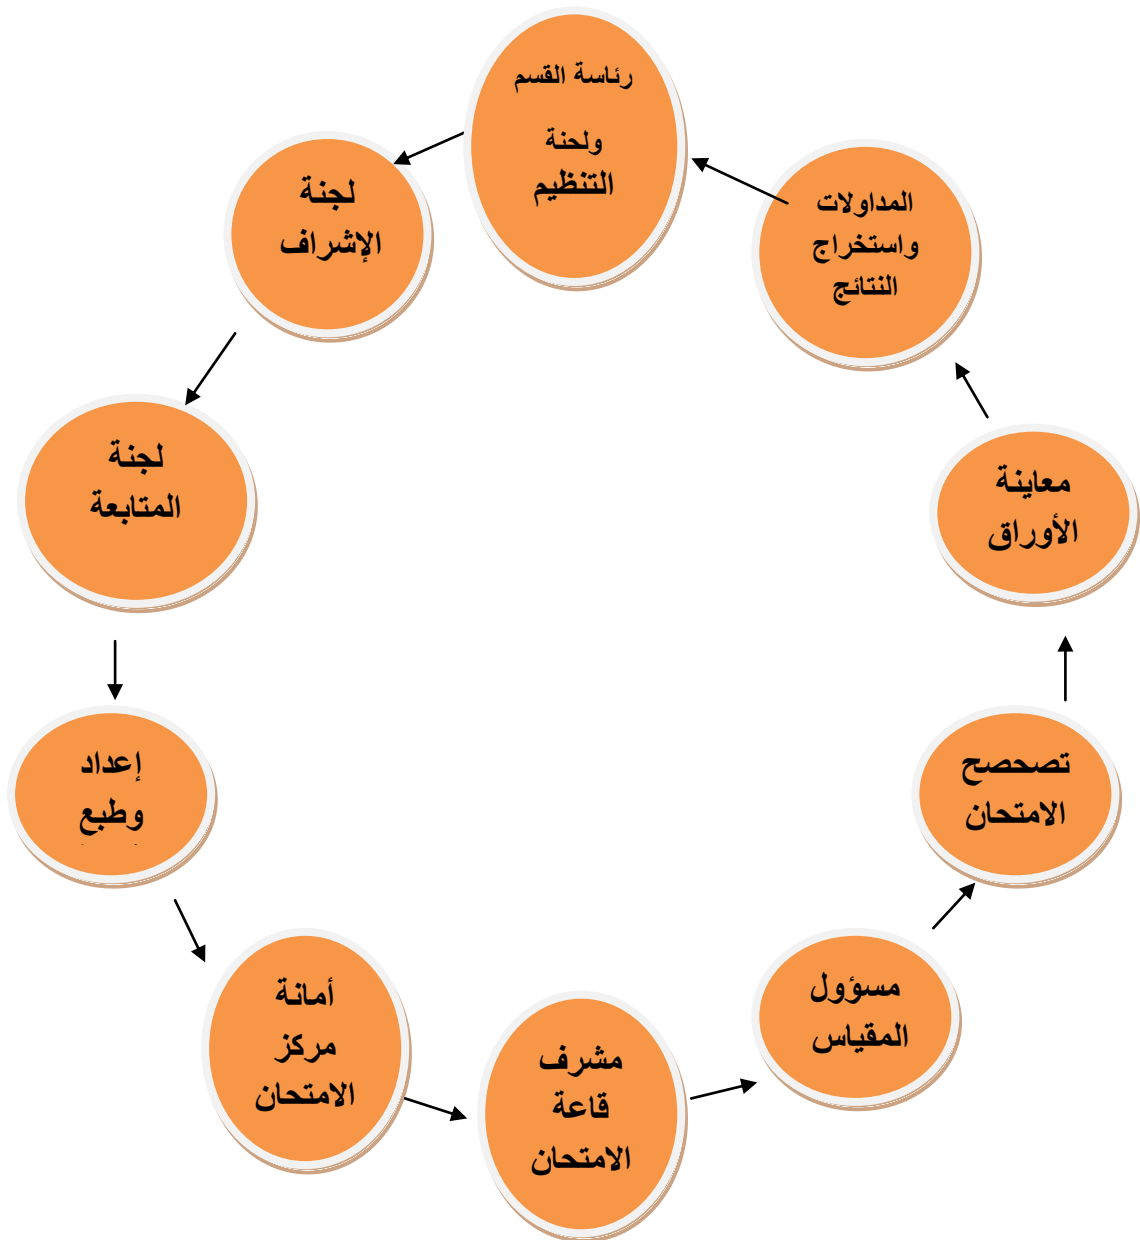 رئاسة القسم
ولحنة
التنظيم
لجنة
الإشراف
لجنة
المتابعة
إعداد
وطبع
أمانة
مركز
الامتحان
مشرف
قاعة
الامتحان
مسؤول
المقياس
تصحصح
الامتحان
معاينة
الأوراق
المداولات
واستخراج
النتائج